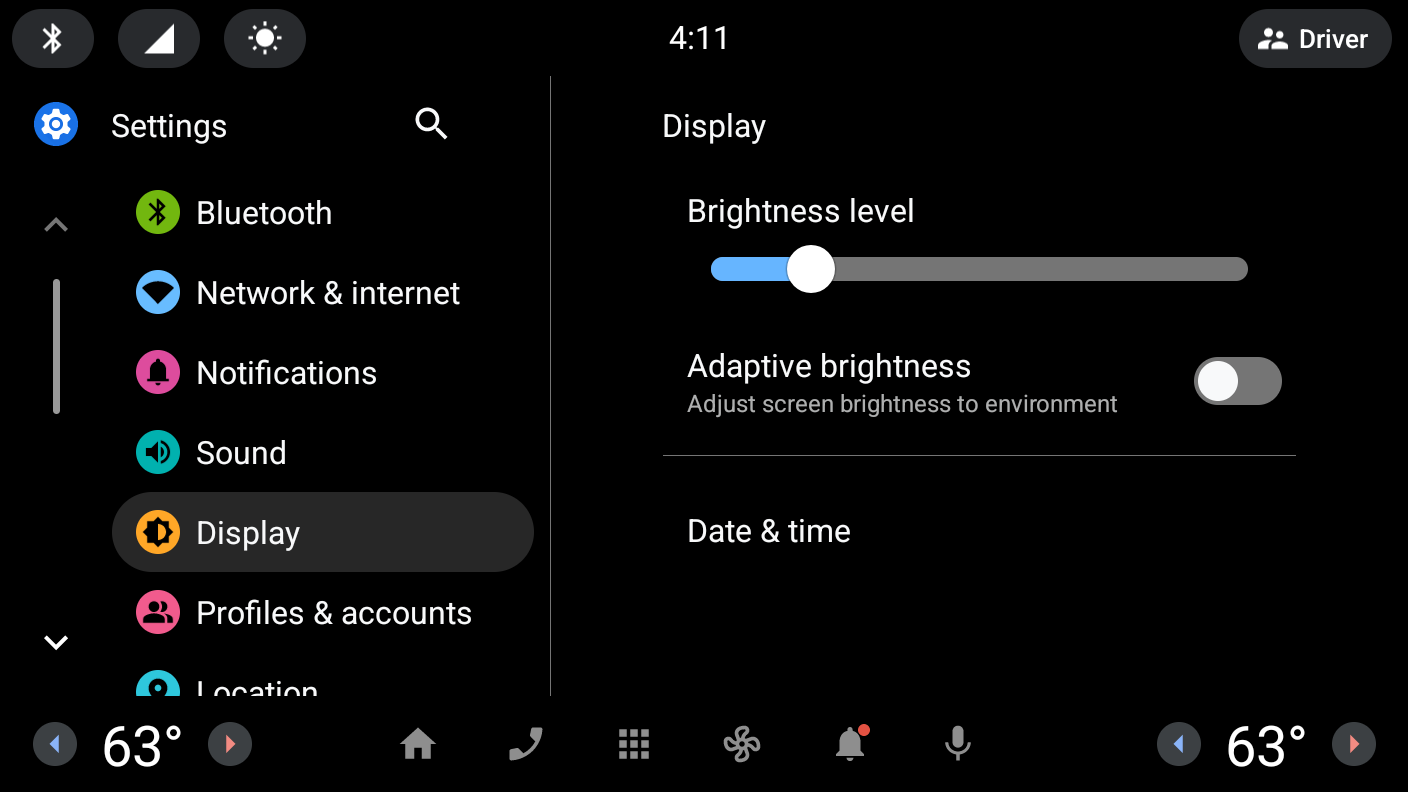 4:11
Driver
Settings
Bluetooth
Network & internet
Notifications
Sound
Display
Profiles & accounts
Location
Display
Brightness level
Adaptive brightness
Adjust screen brightness to environment
Date & time
63°
63°